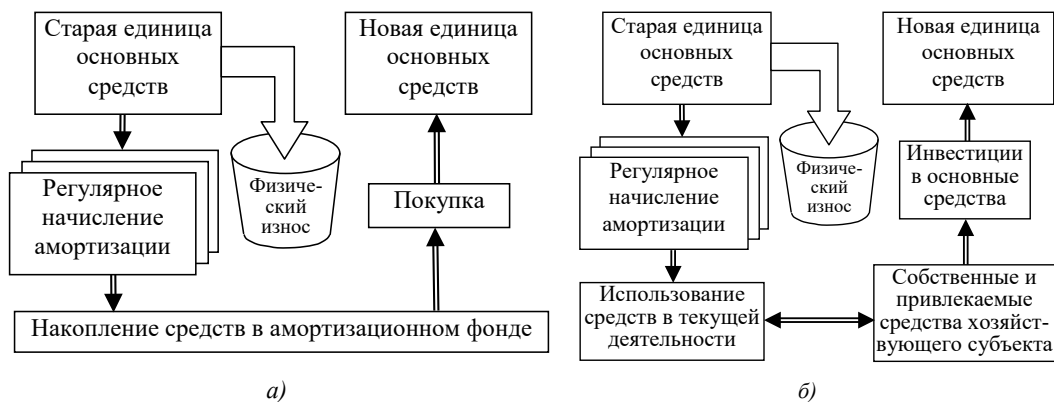 Старая единица
основных
средств
Новая единица
основных
средств
Физиче-
ский
износ
Регулярное
начисление
амортизации
Покупка
Накопление средств в амортизационном фонде
а)
Старая единица
основных
средств
Новая единица
основных
средств
Физиче-
ский
износ
Регулярное
начисление
амортизации
Инвестиции
в основные
средства
Использование
средств в текущей
деятельности
Собственные и
привлекаемые
средства хозяйст-
вующего субъекта
б)